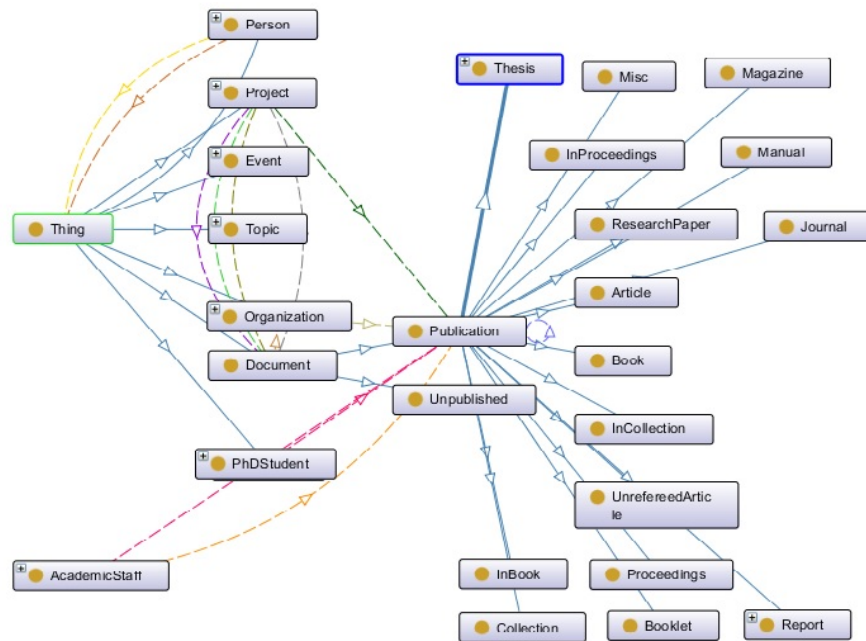 Person
Thesis
Misc
Magazine
Project
InProceedings
Manual
Event
Thing
Topic
ResearchPaper
Journal
Article
Organization
Publication
Document
Book
Unpublished
InCollection
PhDStudent
UnrefereedArtic
le
AcademicStaff
InBook
Proceedings
Collection
Booklet
Report